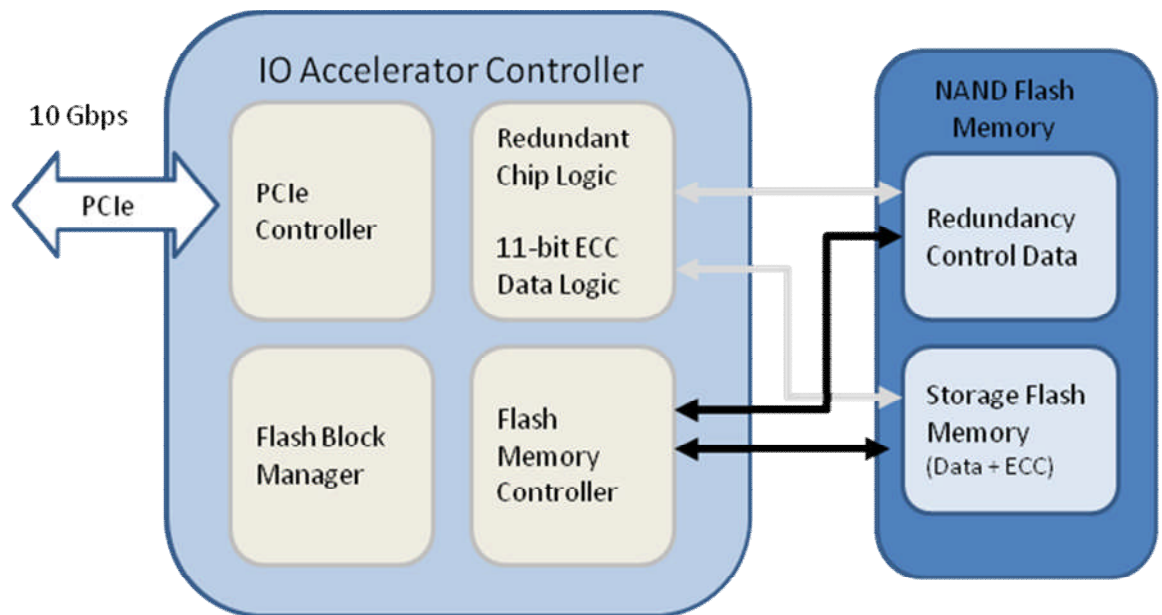 IO Accelerator Controller
10 Gbps
PCIe
PCIe
Controller
Redundant
Chip Logic
11-bit ECC
Data Logic
Flash Block
Manager
Flash
Memory
Controller
NAND Flash
Memory
Redundancy
Control Data
Storage Flash
Memory
(Data + ECC)